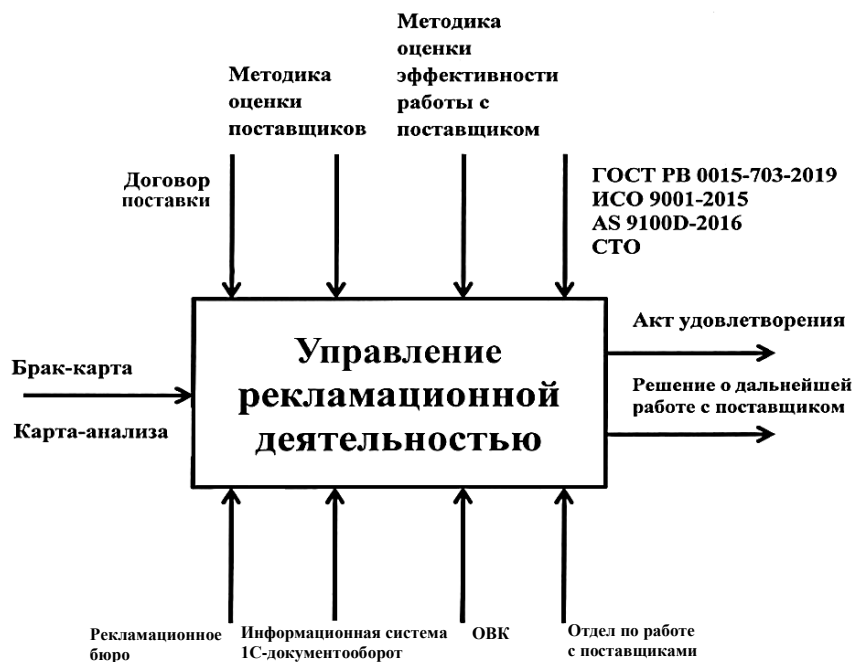 Методика
оценки
эффективности
работы с
поставщиком
Методика
оценки
поставщиков
Договор
поставки
ГОСТ РВ 0015-703-2019
ИСО 9001-2015
AS 9100D-2016
СТО
Управление
рекламационной
деятельностью
Брак-карта
Карта-анализа
Акт удовлетворения
Решение о дальнейшей
работе с поставщиком
Рекламационное
бюро
Информационная система
1С-документооборот
ОВК
Отдел по работе
с поставщиками